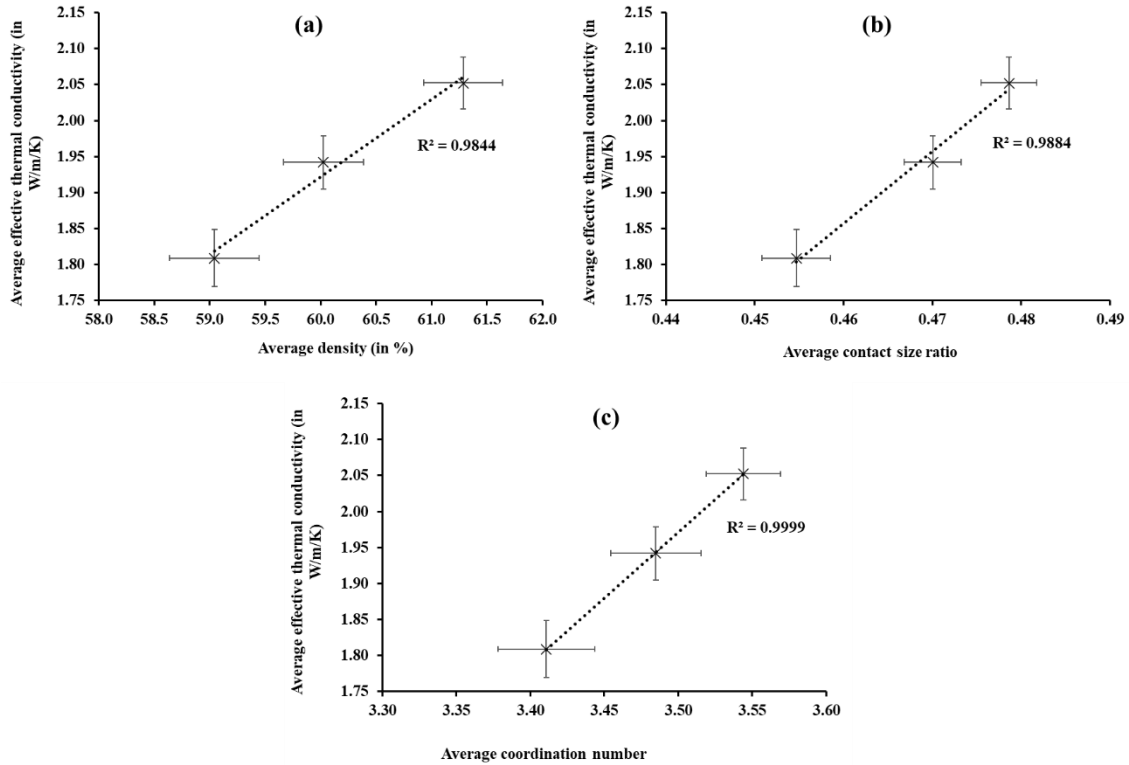 (a)
Average effective thermal conductivity (in
W/m/K)
2.15
2.10
2.05
2.00
1.95
1.90
1.85
1.80
1.75
R² = 0.9844
58.0 58.5 59.0 59.5 60.0 60.5 61.0 61.5 62.0
Average density (in %)
(b)
Average effective thermal conductivity (in
W/m/K)
2.15
2.10
2.05
2.00
1.95
1.90
1.85
1.80
1.75
R² = 0.9884
0.44 0.45 0.46 0.47 0.48 0.49
Average contact size ratio
(c)
Average effective thermal conductivity (in
W/m/K)
2.15
2.10
2.05
2.00
1.95
1.90
1.85
1.80
1.75
R² = 0.9999
3.30 3.35 3.40 3.45 3.50 3.55 3.60
Average coordination number